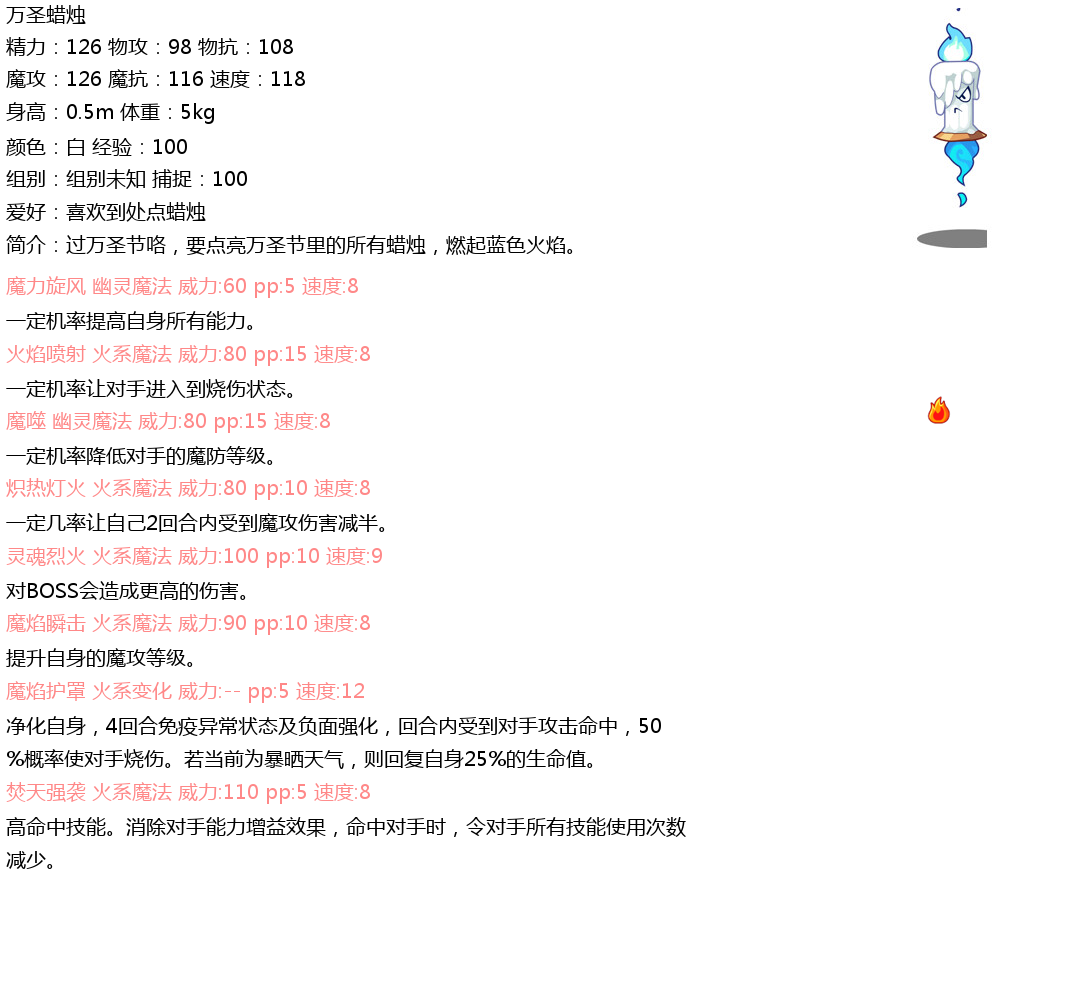 万圣蜡烛
精力：126 物攻：98 物抗：108
魔攻：126 魔抗：116 速度：118
身高：0.5m 体重：5kg
颜色：白 经验：100
组别：组别未知 捕捉：100
爱好：喜欢到处点蜡烛
简介：过万圣节咯，要点亮万圣节里的所有蜡烛，燃起蓝色火焰。
魔力旋风 幽灵魔法 威力:60 pp:5 速度:8
一定机率提高自身所有能力。
火焰喷射 火系魔法 威力:80 pp:15 速度:8
一定机率让对手进入到烧伤状态。
魔噬 幽灵魔法 威力:80 pp:15 速度:8
一定机率降低对手的魔防等级。
炽热灯火 火系魔法 威力:80 pp:10 速度:8
一定几率让自己2回合内受到魔攻伤害减半。
灵魂烈火 火系魔法 威力:100 pp:10 速度:9
对BOSS会造成更高的伤害。
魔焰瞬击 火系魔法 威力:90 pp:10 速度:8
提升自身的魔攻等级。
魔焰护罩 火系变化 威力:-- pp:5 速度:12
净化自身，4回合免疫异常状态及负面强化，回合内受到对手攻击命中，50
%概率使对手烧伤。若当前为暴晒天气，则回复自身25%的生命值。
焚天强袭 火系魔法 威力:110 pp:5 速度:8
高命中技能。消除对手能力增益效果，命中对手时，令对手所有技能使用次数
减少。